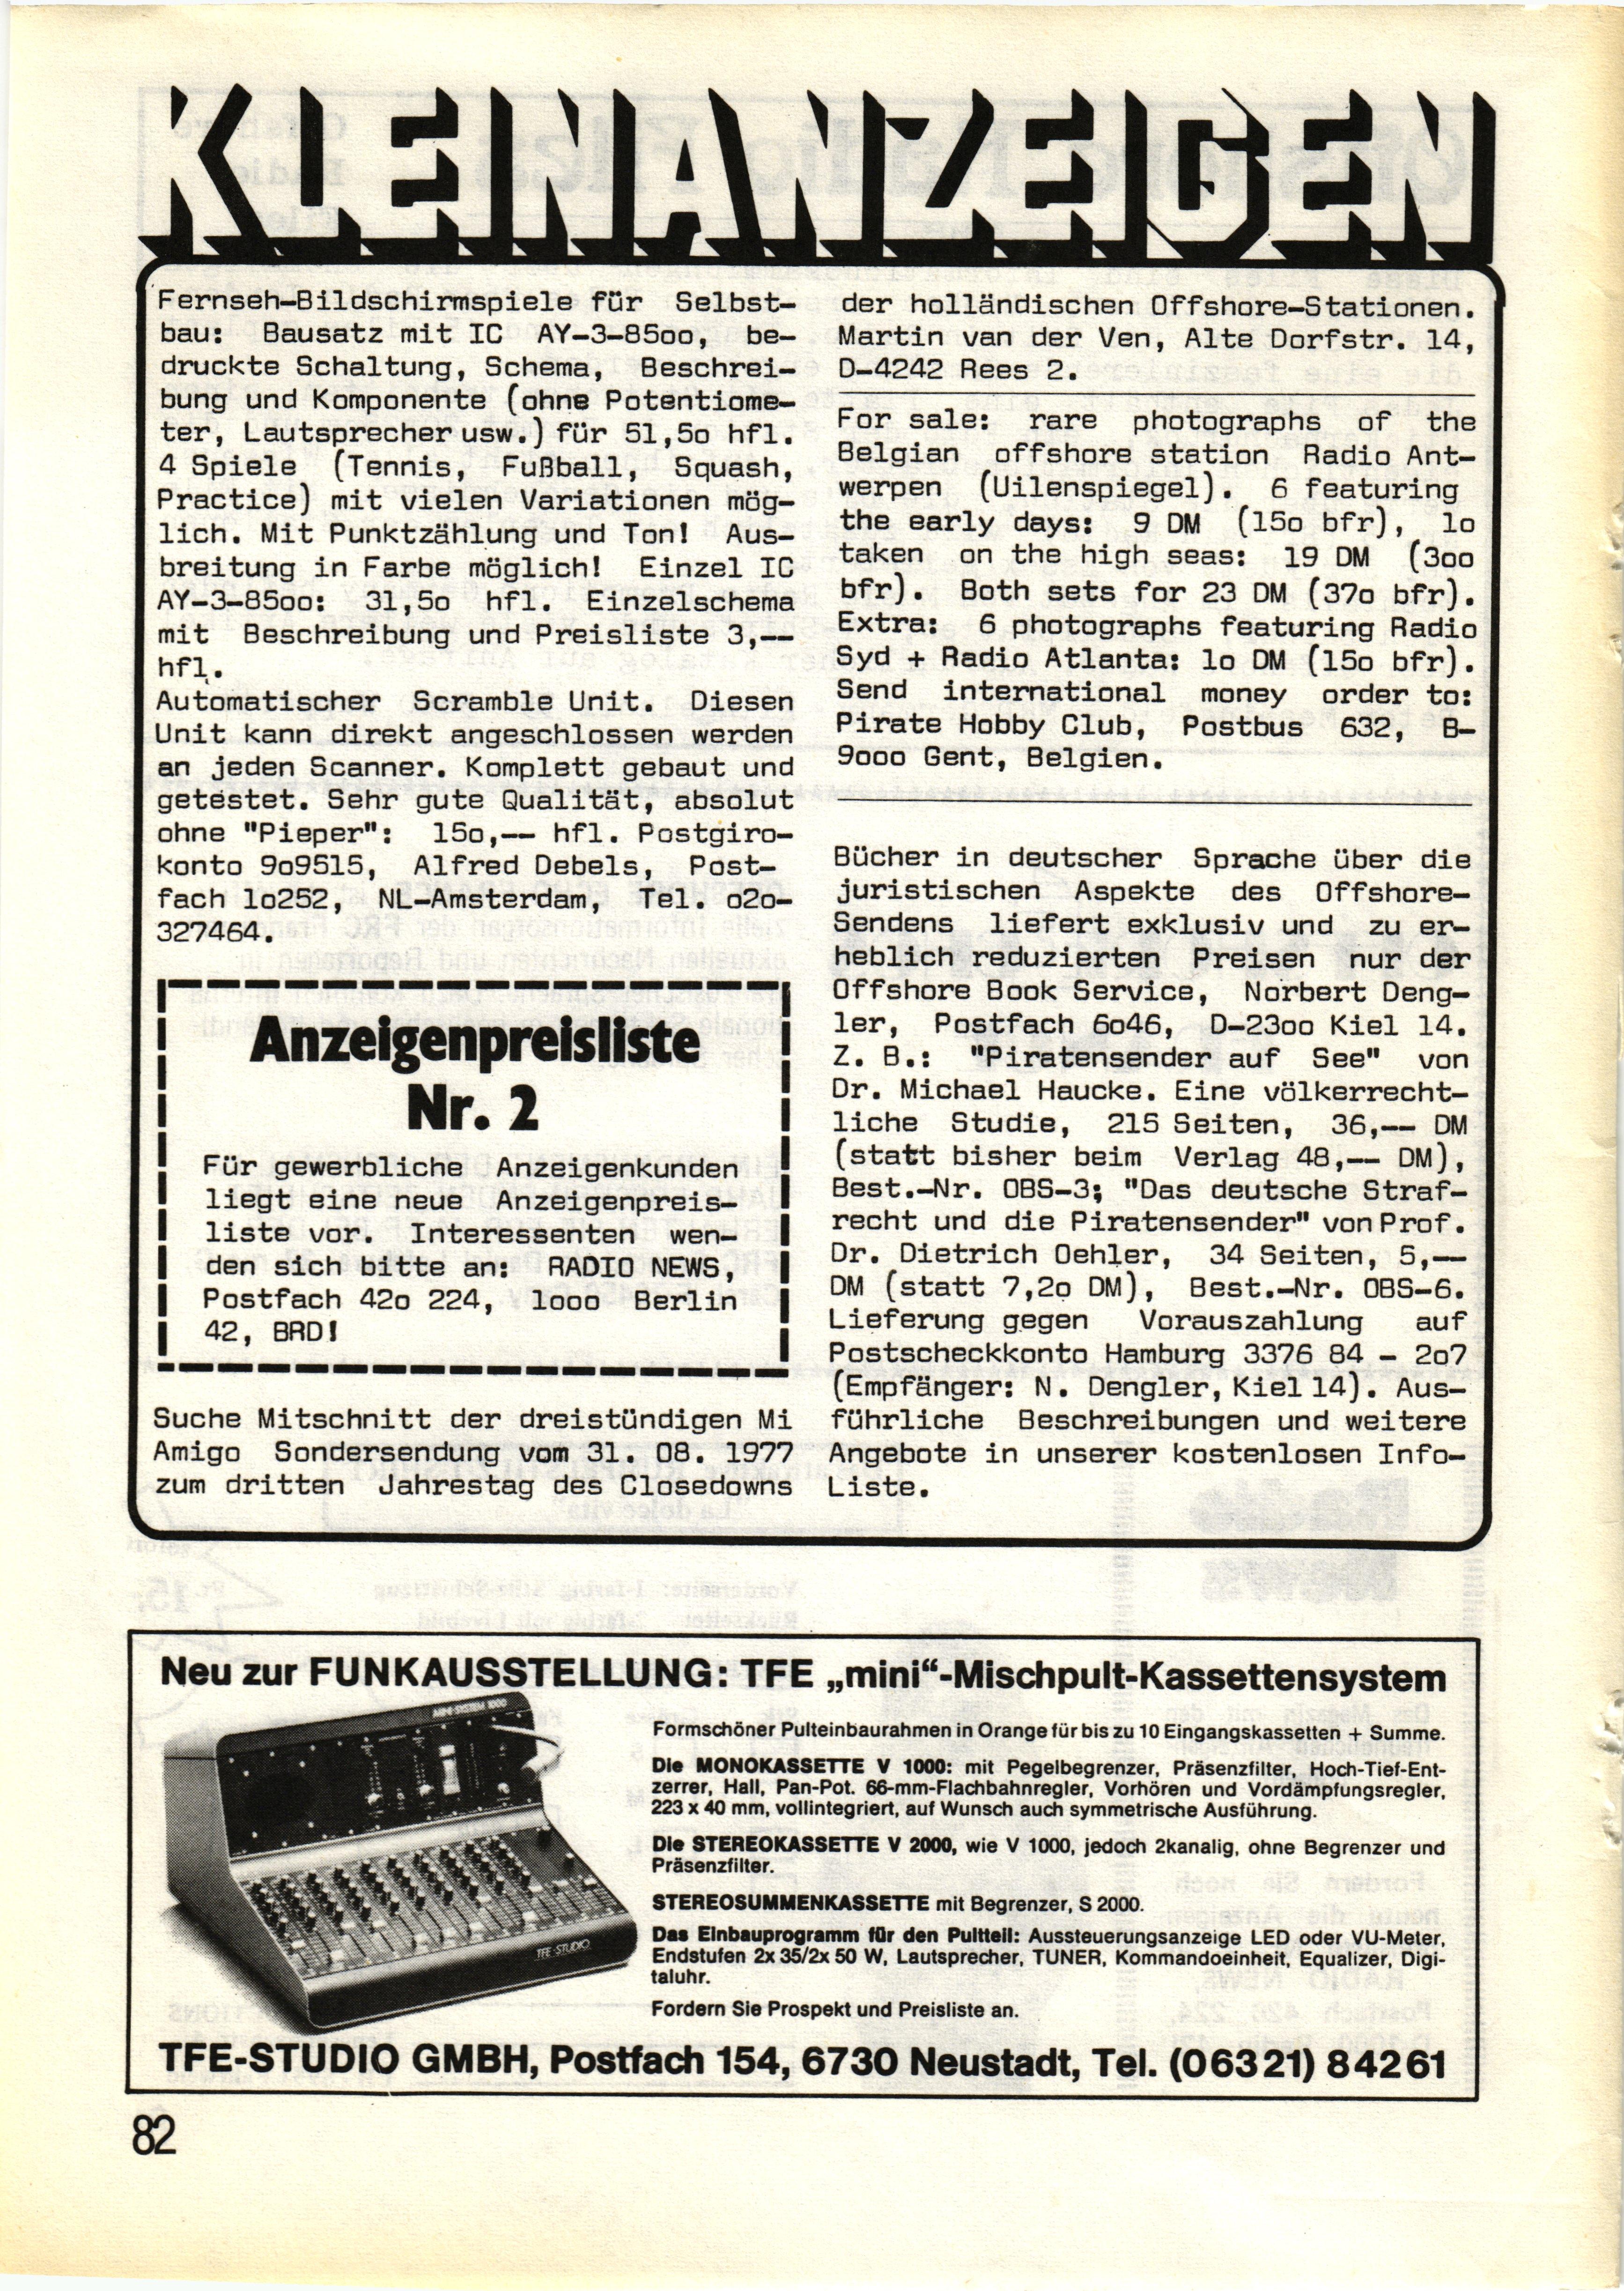 KLEINANZEIGEN
Fernseh-Bildschirmspiele für Selbst-
bau: Bausatz mit IC AY-3-85oo, be-
druckte Schaltung, Schema, Beschrei-
bung und Komponente (ohne Potentiome-
ter, Lautsprecher usw.) für 51,5o hfl.
4 Spiele (Tennis, Fußball, Squash,
Practice) mit vielen Variationen mög-
lich. Mit Punktzählung und Ton! Aus-
breitung in Farbe möglich! Einzel IC
AY-3-85oo: 31,5o hfl. Einzelschema
mit Beschreibung und Preisliste 3,--
hfl.
Automatischer Scramble Unit. Diesen
Unit kann direkt angeschlossen werden
an jeden Scanner. Komplett gebaut und
getestet. Sehr gute Qualität, absolut
ohne "Pieper": 15o,-- hfl. Postgiro-
konto 9o9515, Alfred Debels, Post-
fach lo252, NL-Amsterdam, Tel. o2o-
327464.
Anzeigenpreisliste
Nr. 2
Für gewerbliche Anzeigenkunden
liegt eine neue Anzeigenpreis-
liste vor. Interessenten wen-
den sich bitte an: RADIO NEWS,
Postfach 42o 224, looo Berlin
42, BRD!
Suche Mitschnitt der dreistündigen Mi
Amigo Sondersendung vom 31. 08. 1977
zum dritten Jahrestag des Closedowns
der holländischen Offshore-Stationen.
Martin van der Ven, Alte Dorfstr. 14,
D-4242 Rees 2.
For sale: rare photographs of the
Belgian offshore station Radio Ant-
werpen (Uilenspiegel). 6 featuring
the early days: 9 DM (15o bfr), lo
taken on the high seas: 19 DM (3oo
bfr). Both sets for 23 DM (37o bfr).
Extra: 6 photographs featuring Radio
Syd + Radio Atlanta: lo DM (15o bfr).
Send international money order to:
Pirate Hobby Club, Postbus 632, B-
9ooo Gent, Belgien.
Bücher in deutscher Sprache über die
juristischen Aspekte des Offshore-
Sendens liefert exklusiv und zu er-
heblich reduzierten Preisen nur der
Offshore Book Service, Norbert Deng-
ler, Postfach 6o46, D-23oo Kiel 14.
Z. B.: "Piratensender auf See" von
Dr. Michael Haucke. Eine völkerrecht-
liche Studie, 215 Seiten, 36,-- DM
(statt bisher beim Verlag 48,-- DM),
Best.-Nr. OBS-3; "Das deutsche Straf-
recht und die Piratensender" von Prof.
Dr. Dietrich Oehler, 34 Seiten, 5,--
DM (statt 7,2o DM), Best.-Nr. OBS-6.
Lieferung gegen Vorauszahlung auf
Postscheckkonto Hamburg 3376 84 - 2o7
(Empfänger: N. Dengler, Kiel 14). Aus-
führliche Beschreibungen und weitere
Angebote in unserer kostenlosen Info-
Liste.
Neu zur FUNKAUSSTELLUNG: TFE „mini“-Mischpult-Kassettensystem
MINI-SYSTEM 1000
TFE-STUDIO
Formschöner Pulteinbaurahmen in Orange für bis zu 10 Eingangskassetten + Summe.
Die MONOKASSETTE V 1000: mit Pegelbegrenzer, Präsenzfilter, Hoch-Tief-Ent-
zerrer, Hall, Pan-Pot. 66-mm-Flachbahnregler, Vorhören und Vordämpfungsregler,
223 x 40 mm, vollintegriert, auf Wunsch auch symmetrische Ausführung.
Die STEREOKASSETTE V 2000, wie V 1000, jedoch 2kanalig, ohne Begrenzer und
Präsenzfilter.
STEREOSUMMENKASSETTE mit Begrenzer, S 2000.
Das Einbauprogramm für den Pultteil: Aussteuerungsanzeige LED oder VU-Meter,
Endstufen 2x 35/2x 50 W, Lautsprecher, TUNER, Kommandoeinheit, Equalizer, Digi-
taluhr.
Fordern Sie Prospekt und Preisliste an.
TFE-STUDIO GMBH, Postfach 154, 6730 Neustadt, Tel. (06321) 84261
82